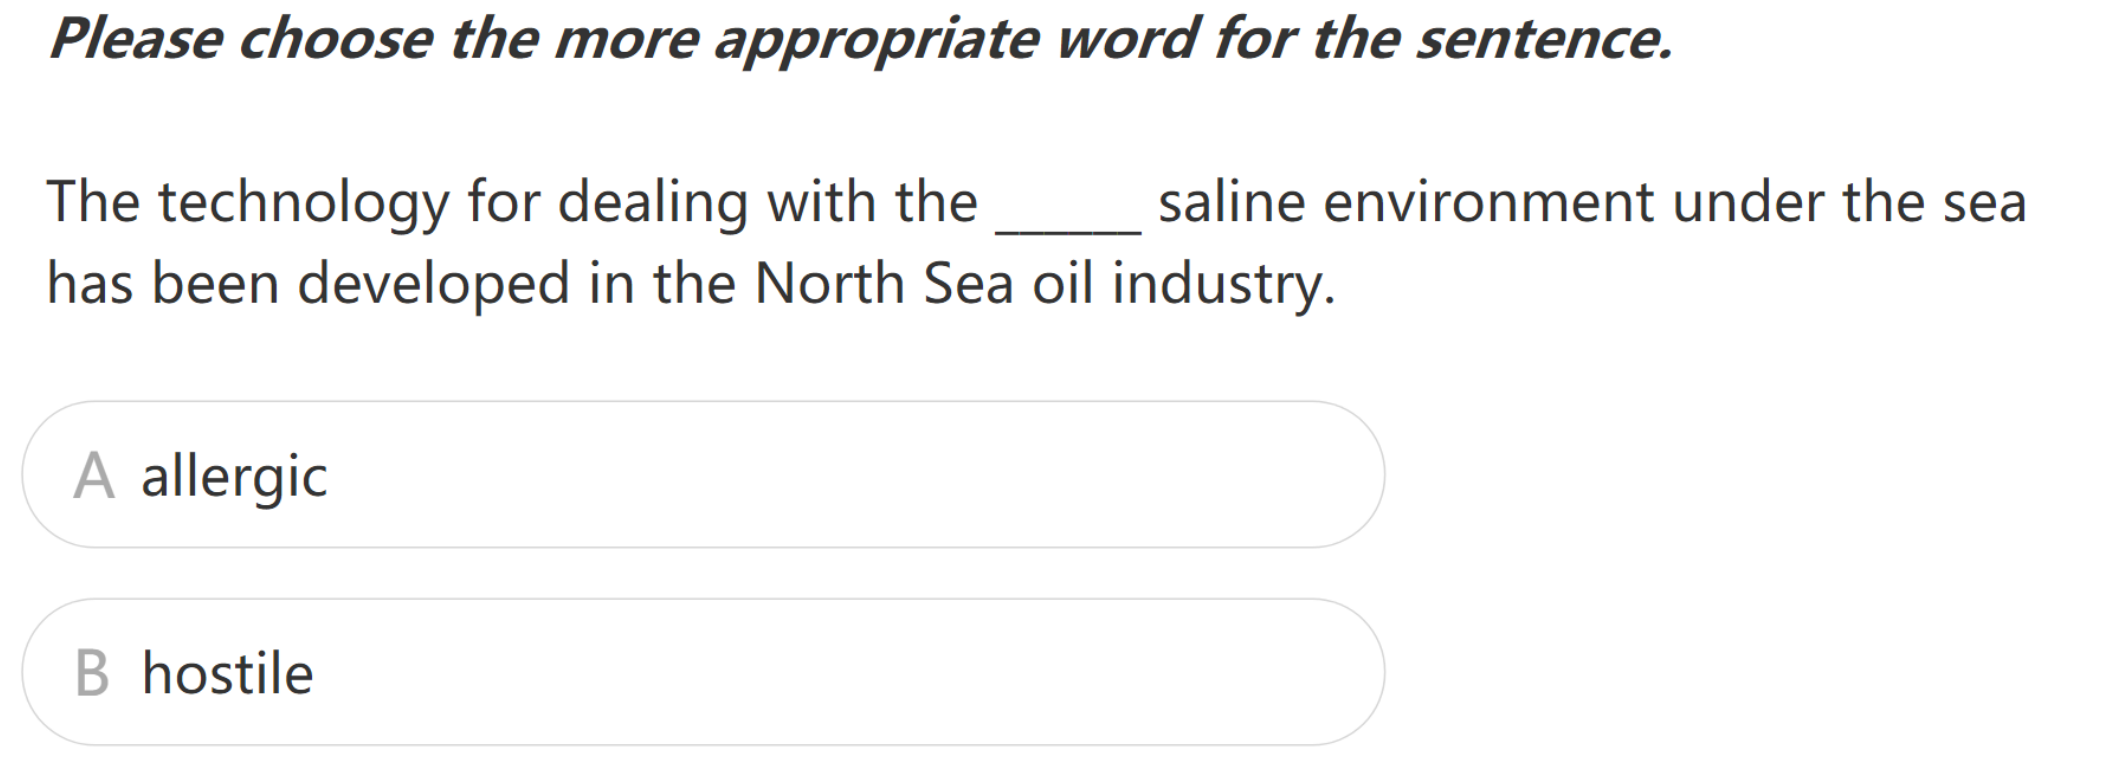 Please choose the more appropriate word for the sentence.
The technology for dealing with the ______ saline environment under the sea
has been developed in the North Sea oil industry.
A allergic
B hostile